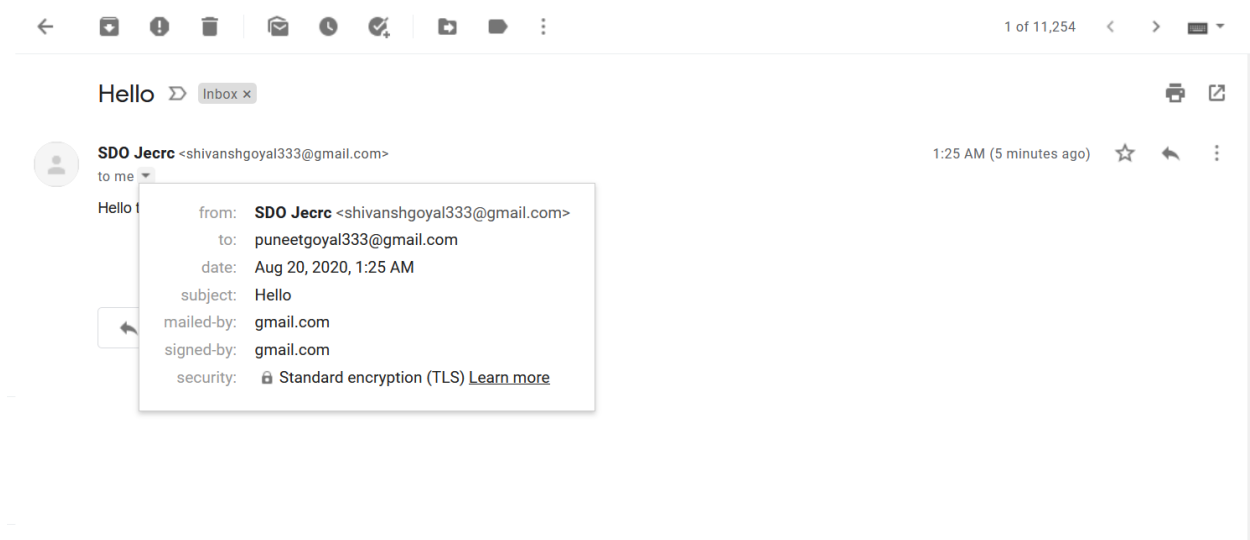 1 of 11,254
Hello Inbox ×
SDO Jecrc <shivanshgoyal333@gmail.com> 1:25 AM (5 minutes ago)
to me
Hello
from: SDO Jecrc <shivanshgoyal333@gmail.com>
to: puneetgoyal333@gmail.com
date: Aug 20, 2020, 1:25 AM
subject: Hello
mailed-by: gmail.com
signed-by: gmail.com
security: Standard encryption (TLS) Learn more